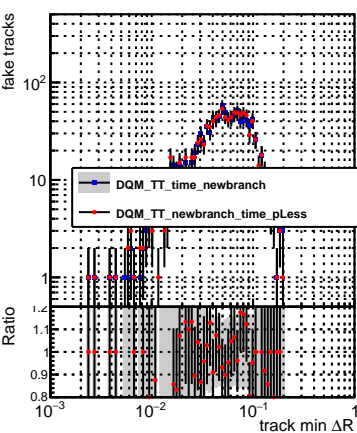 fake tracks
10²
10
1
DQM_TT_time_newbranch
DQM_TT_newbranch_time_pLess
Ratio
1.2
1.1
1
0.9
0.8
10⁻³
10⁻²
10⁻¹
1
track min ΔR